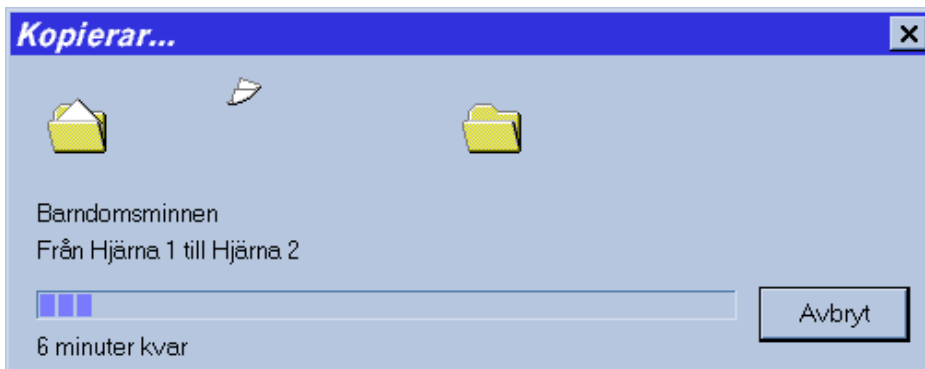 Kopierar...
Barndomsminnen
Från Hjärna 1 till Hjärna 2
Avbryt
6 minuter kvar